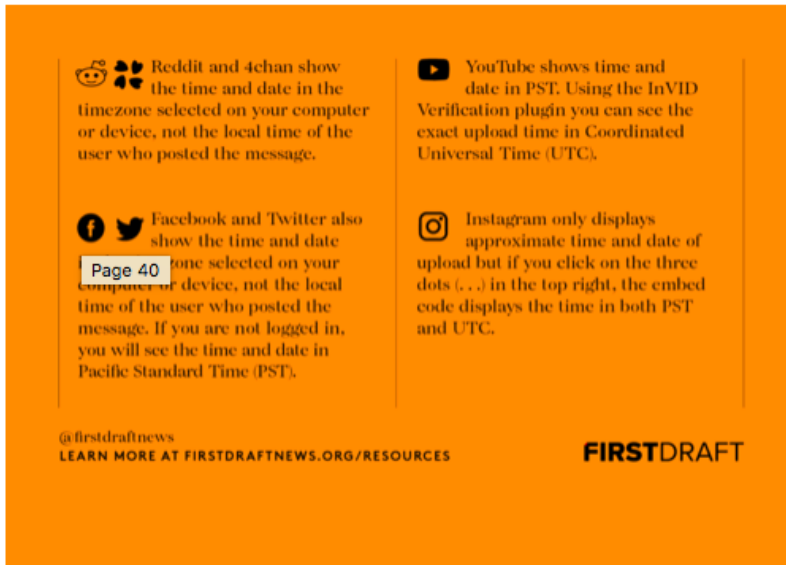 Reddit and 4chan show
the time and date in the
timezone selected on your computer
or device, not the local time of the
user who posted the message.
Facebook and Twitter also
show the time and date
zone selected on your
computer or device, not the local
time of the user who posted the
message. If you are not logged in,
you will see the time and date in
Pacific Standard Time (PST).
Page 40
YouTube shows time and
date in PST. Using the InVID
Verification plugin you can see the
exact upload time in Coordinated
Universal Time (UTC).
Instagram only displays
approximate time and date of
upload but if you click on the three
dots (. . .) in the top right, the embed
code displays the time in both PST
and UTC.
@firstdraftnews
LEARN MORE AT FIRSTDRAFTNEWS.ORG/RESOURCES
FIRSTDRAFT